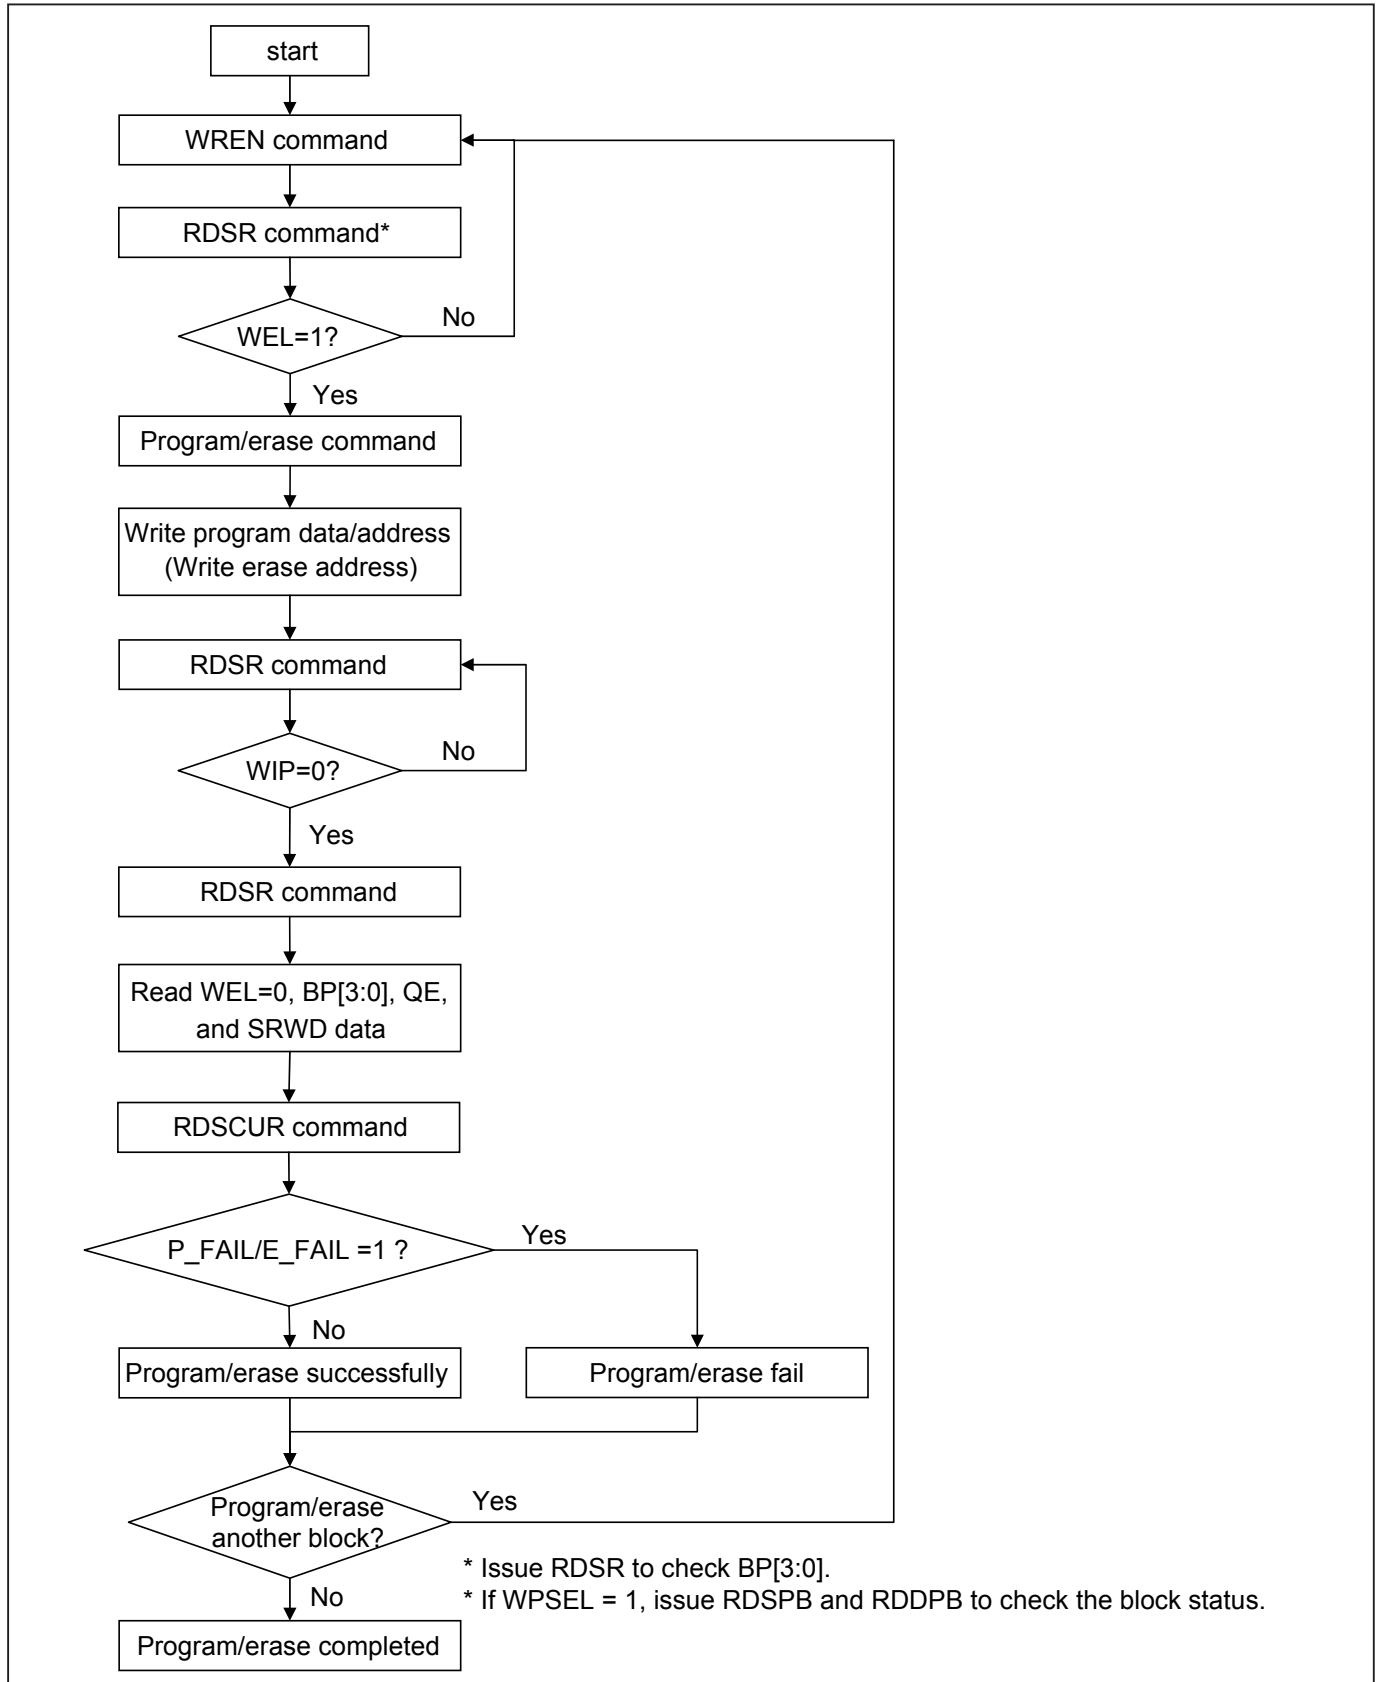 start
WREN command
RDSR command*
WEL=1?
No
Yes
Program/erase command
Write program data/address
(Write erase address)
RDSR command
WIP=0?
No
Yes
RDSR command
Read WEL=0, BP[3:0], QE,
and SRWD data
RDSCUR command
P_FAIL/E_FAIL =1 ?
Yes
No
Program/erase successfully
Program/erase fail
Program/erase
another block?
Yes
* Issue RDSR to check BP[3:0].
* If WPSEL = 1, issue RDSPB and RDDPB to check the block status.
No
Program/erase completed